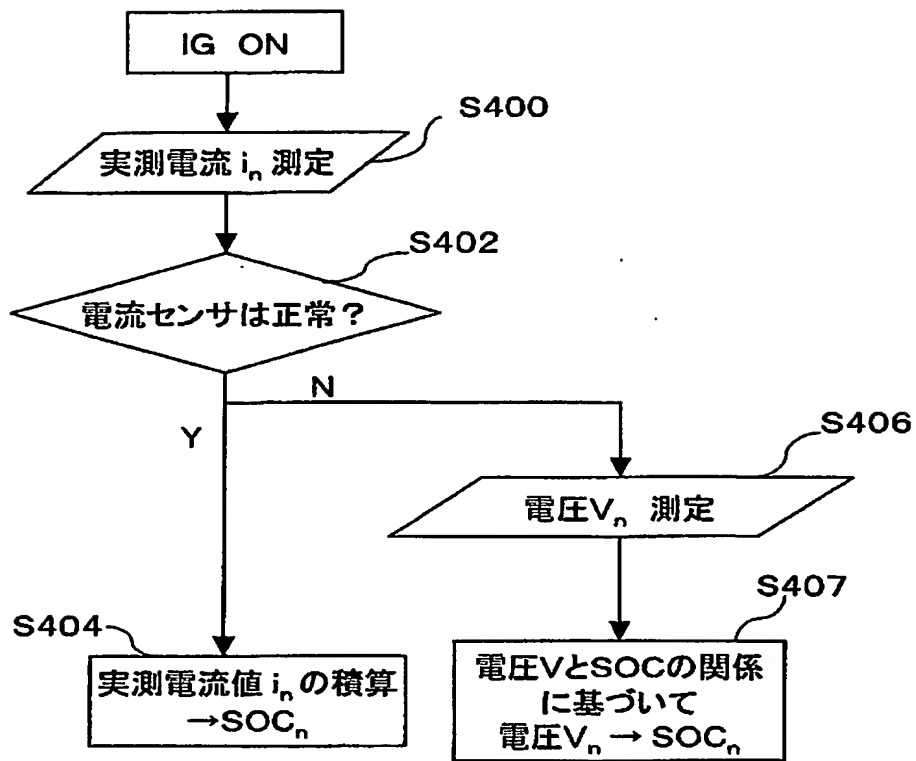 IG ON
S400
実測電流 iₙ 測定
S402
電流センサは正常？
N
Y
S406
電圧Vₙ 測定
S404
実測電流値 iₙ の積算
→SOCₙ
S407
電圧VとSOCの関係
に基づいて
電圧Vₙ → SOCₙ